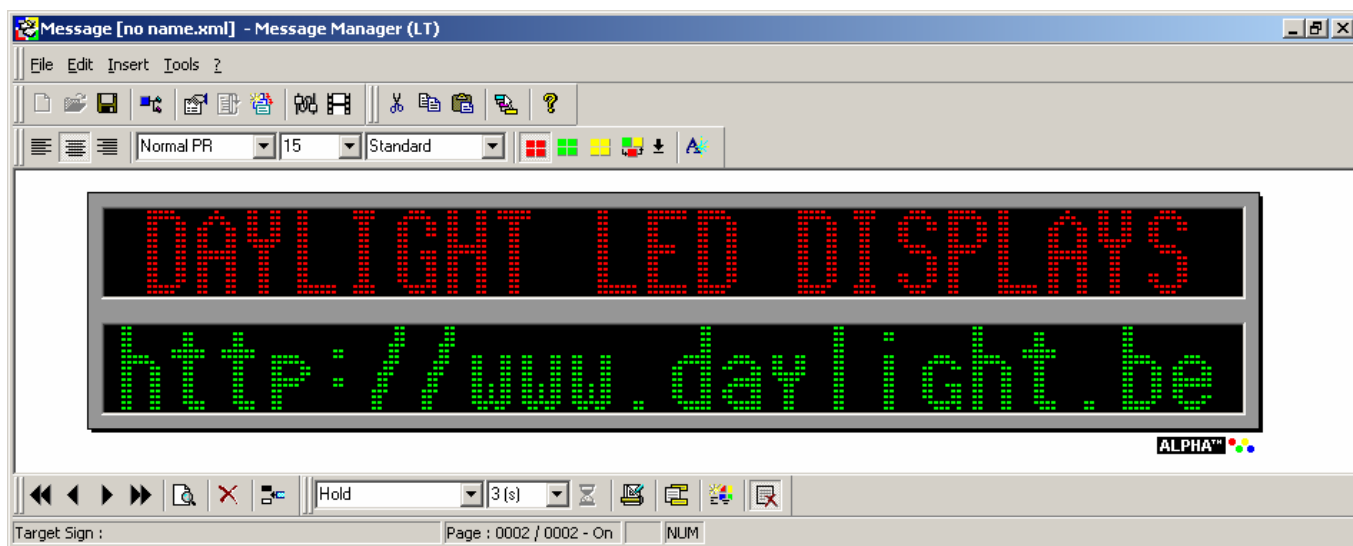 Message [no name.xml] - Message Manager (LT)
File Edit Insert Tools ?
Normal PR 15 Standard
DAYLIGHT LED DISPLAYS
http://www.daylight.be
ALPHA™
Hold 3 (s)
Target Sign : Page : 0002 / 0002 - On NUM